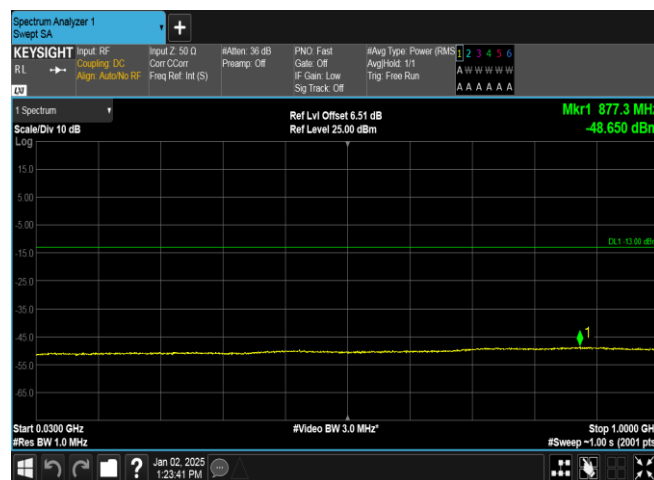 Spectrum Analyzer 1
Swept SA
+
KEYSIGHT
RL
LXI
Input: RF
Coupling: DC
Align: Auto/No RF
Input Z: 50 Ω
Corr CCorr
Freq Ref: Int (S)
#Atten: 36 dB
Preamp: Off
PNO: Fast
Gate: Off
IF Gain: Low
Sig Track: Off
#Avg Type: Power (RMS
Avg|Hold: 1/1
Trig: Free Run
1 2 3 4 5 6
A W W W W W
A A A A A A
1 Spectrum
Scale/Div 10 dB
Log
Ref Lvl Offset 6.51 dB
Ref Level 25.00 dBm
Mkr1 877.3 MHz
-48.650 dBm
15.0
5.00
-5.00
-15.0
-25.0
-35.0
-45.0
-55.0
-65.0
DL1 -13.00 dBm
1
Start 0.0300 GHz
#Res BW 1.0 MHz
#Video BW 3.0 MHz*
Stop 1.0000 GH
#Sweep ~1.00 s (2001 pts
?
Jan 02, 2025
1:23:41 PM